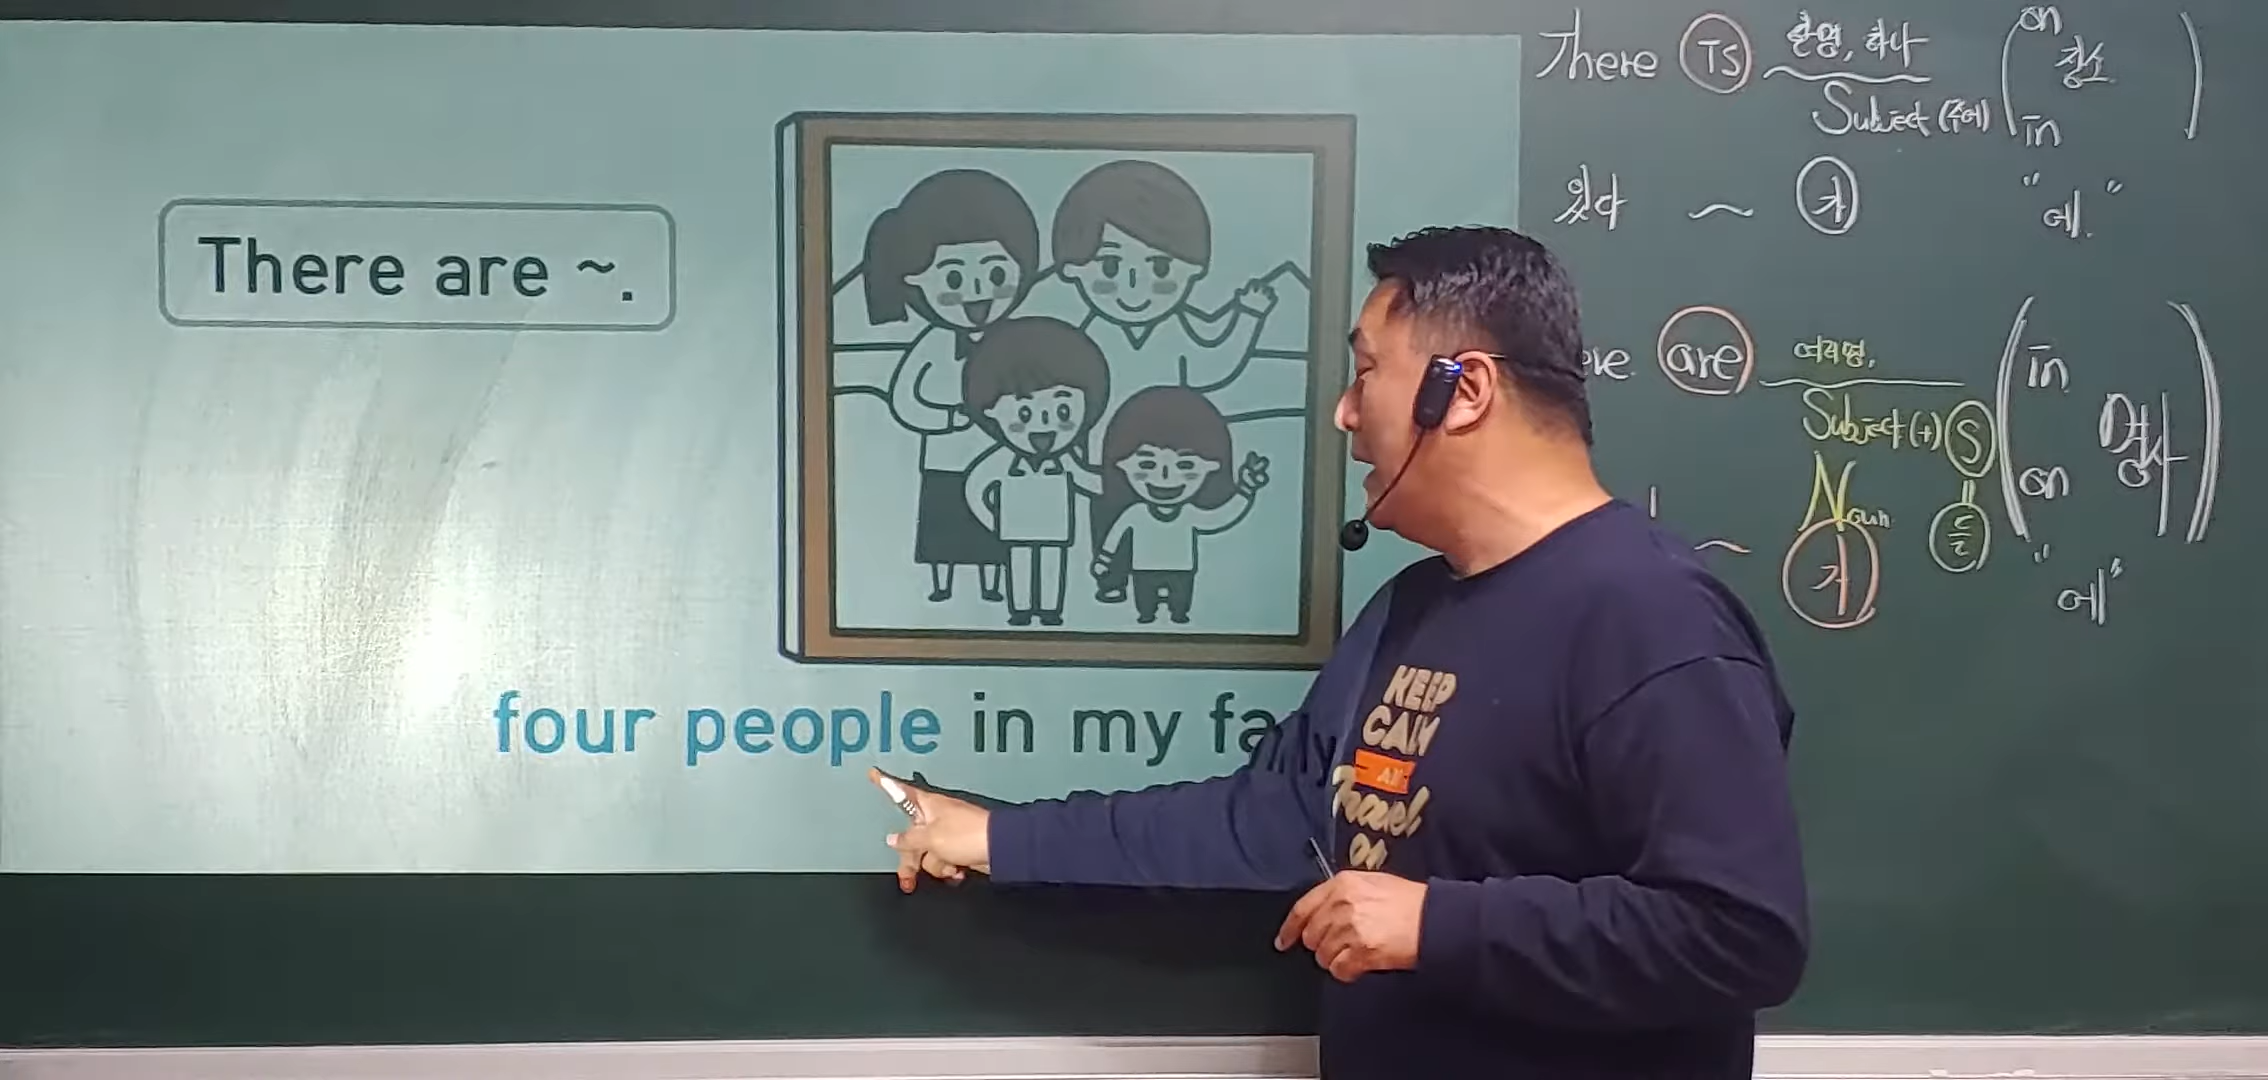 There are ~.
four people in my fa
There is 한명, 하나
Subject (주어)
on
장소
in
있다 ~ 가
"에"
are 여러명,
Subject (+) S
Noun
=
들
~ 가
in
on
"에"
KEEP
CALM
AND
Travel
On